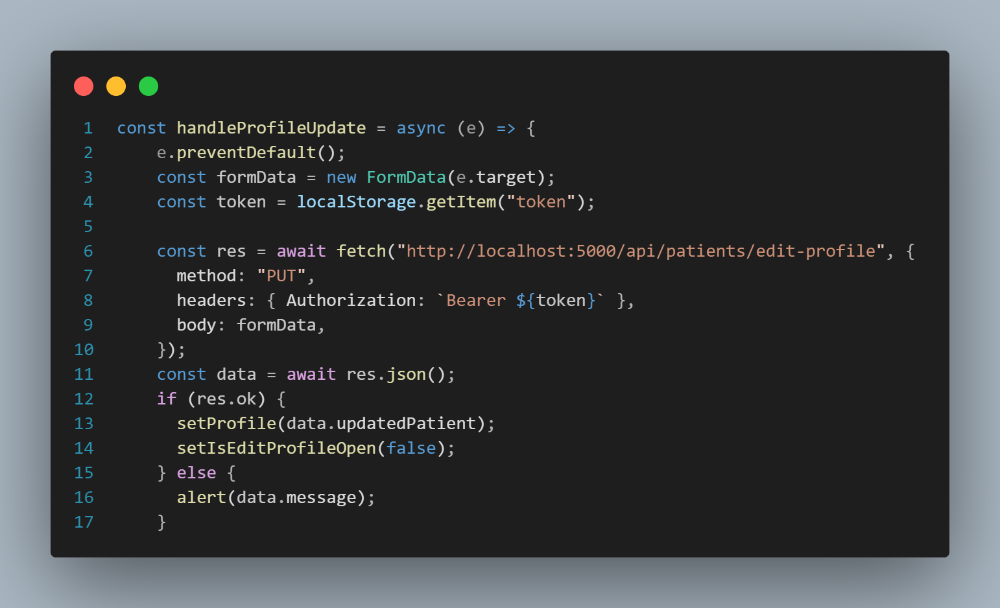 1 const handleProfileUpdate = async (e) => {
2 e.preventDefault();
3 const formData = new FormData(e.target);
4 const token = localStorage.getItem("token");
5
6 const res = await fetch("http://localhost:5000/api/patients/edit-profile", {
7 method: "PUT",
8 headers: { Authorization: `Bearer ${token}` },
9 body: formData,
10 });
11 const data = await res.json();
12 if (res.ok) {
13 setProfile(data.updatedPatient);
14 setIsEditProfileOpen(false);
15 } else {
16 alert(data.message);
17 }